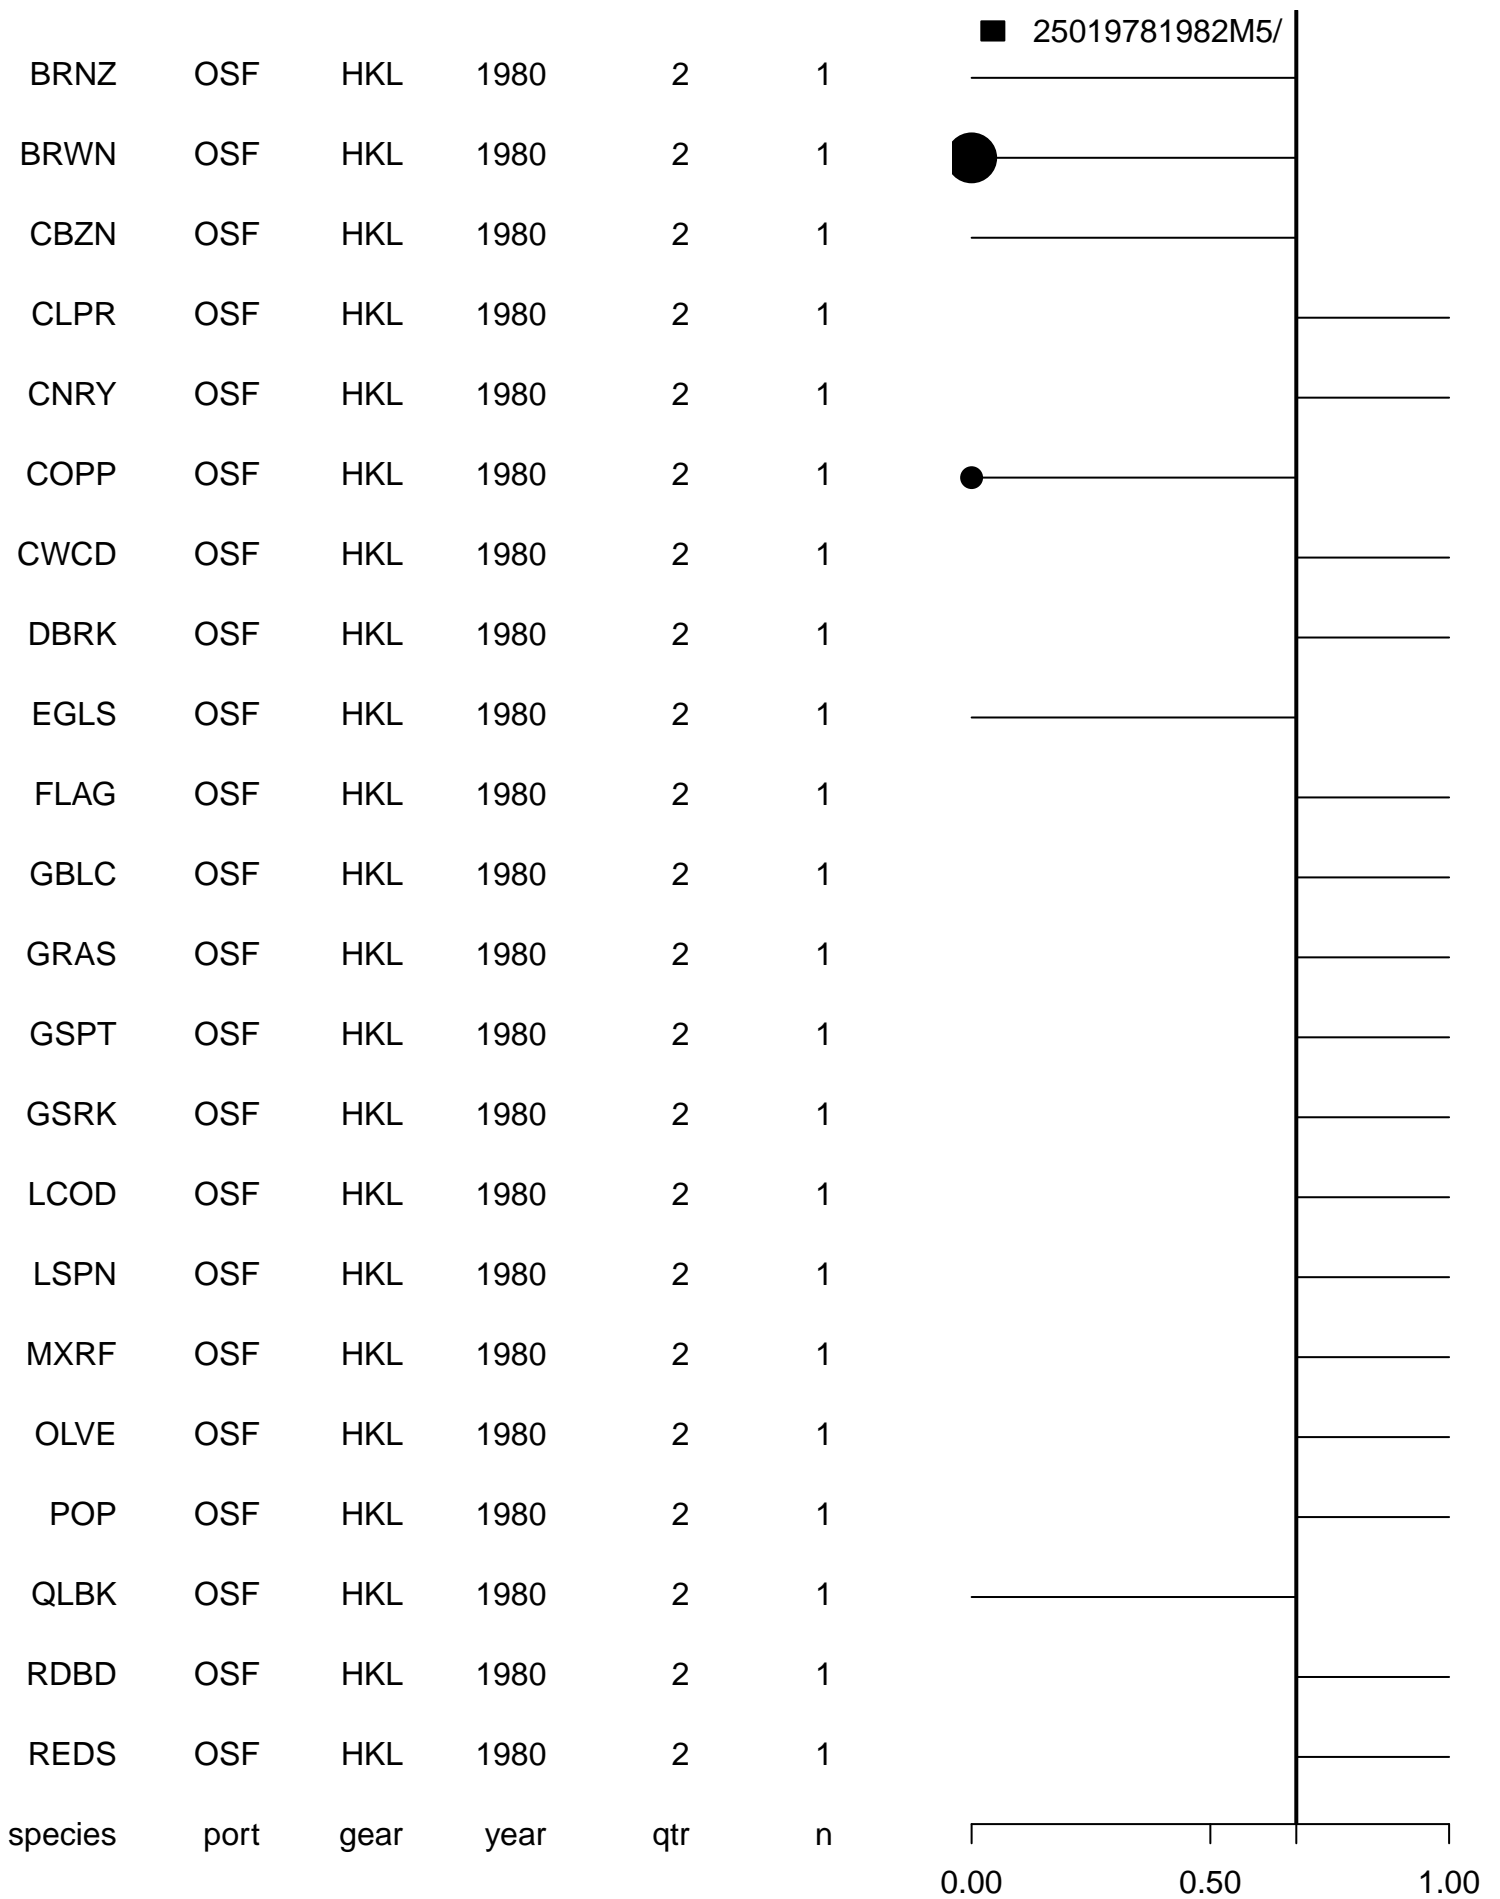 25019781982M5/
BRNZ OSF HKL 1980 2 1
BRWN OSF HKL 1980 2 1
CBZN OSF HKL 1980 2 1
CLPR OSF HKL 1980 2 1
CNRY OSF HKL 1980 2 1
COPP OSF HKL 1980 2 1
CWCD OSF HKL 1980 2 1
DBRK OSF HKL 1980 2 1
EGLS OSF HKL 1980 2 1
FLAG OSF HKL 1980 2 1
GBLC OSF HKL 1980 2 1
GRAS OSF HKL 1980 2 1
GSPT OSF HKL 1980 2 1
GSRK OSF HKL 1980 2 1
LCOD OSF HKL 1980 2 1
LSPN OSF HKL 1980 2 1
MXRF OSF HKL 1980 2 1
OLVE OSF HKL 1980 2 1
POP OSF HKL 1980 2 1
QLBK OSF HKL 1980 2 1
RDBD OSF HKL 1980 2 1
REDS OSF HKL 1980 2 1
species port gear year qtr n
0.00 0.50 1.00